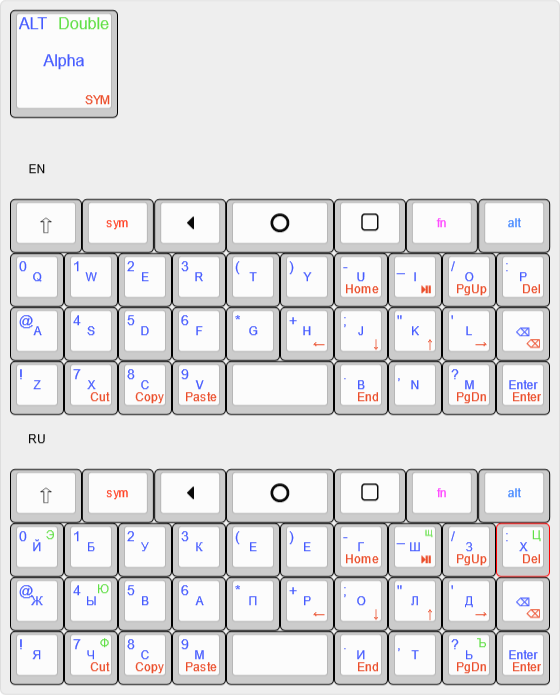 ALT Double
Alpha
SYM
EN
⇧ sym fn alt
0 Q 1 W 2 E 3 R ( T ) Y - U Home _ I ⏯ / O PgUp : P Del
@ A 4 S 5 D 6 F * G + H ← ; J ↓ " K ↑ ' L → ⌫ ⌫
! Z 7 X Cut 8 C Copy 9 V Paste . B End , N ? M PgDn Enter Enter
RU
⇧ sym fn alt
0 Й Э 1 Б 2 У 3 К ( Е ) Е - Г Home _ Ш щ ⏯ / З PgUp : Х Ц Del
@ Ж 4 Ы Ю 5 В 6 А * П + Р ← ; О ↓ " Л ↑ ' Д → ⌫ ⌫
! Я 7 Ч Ф Cut 8 С Copy 9 М Paste . И End , Т ? Ь Ъ PgDn Enter Enter